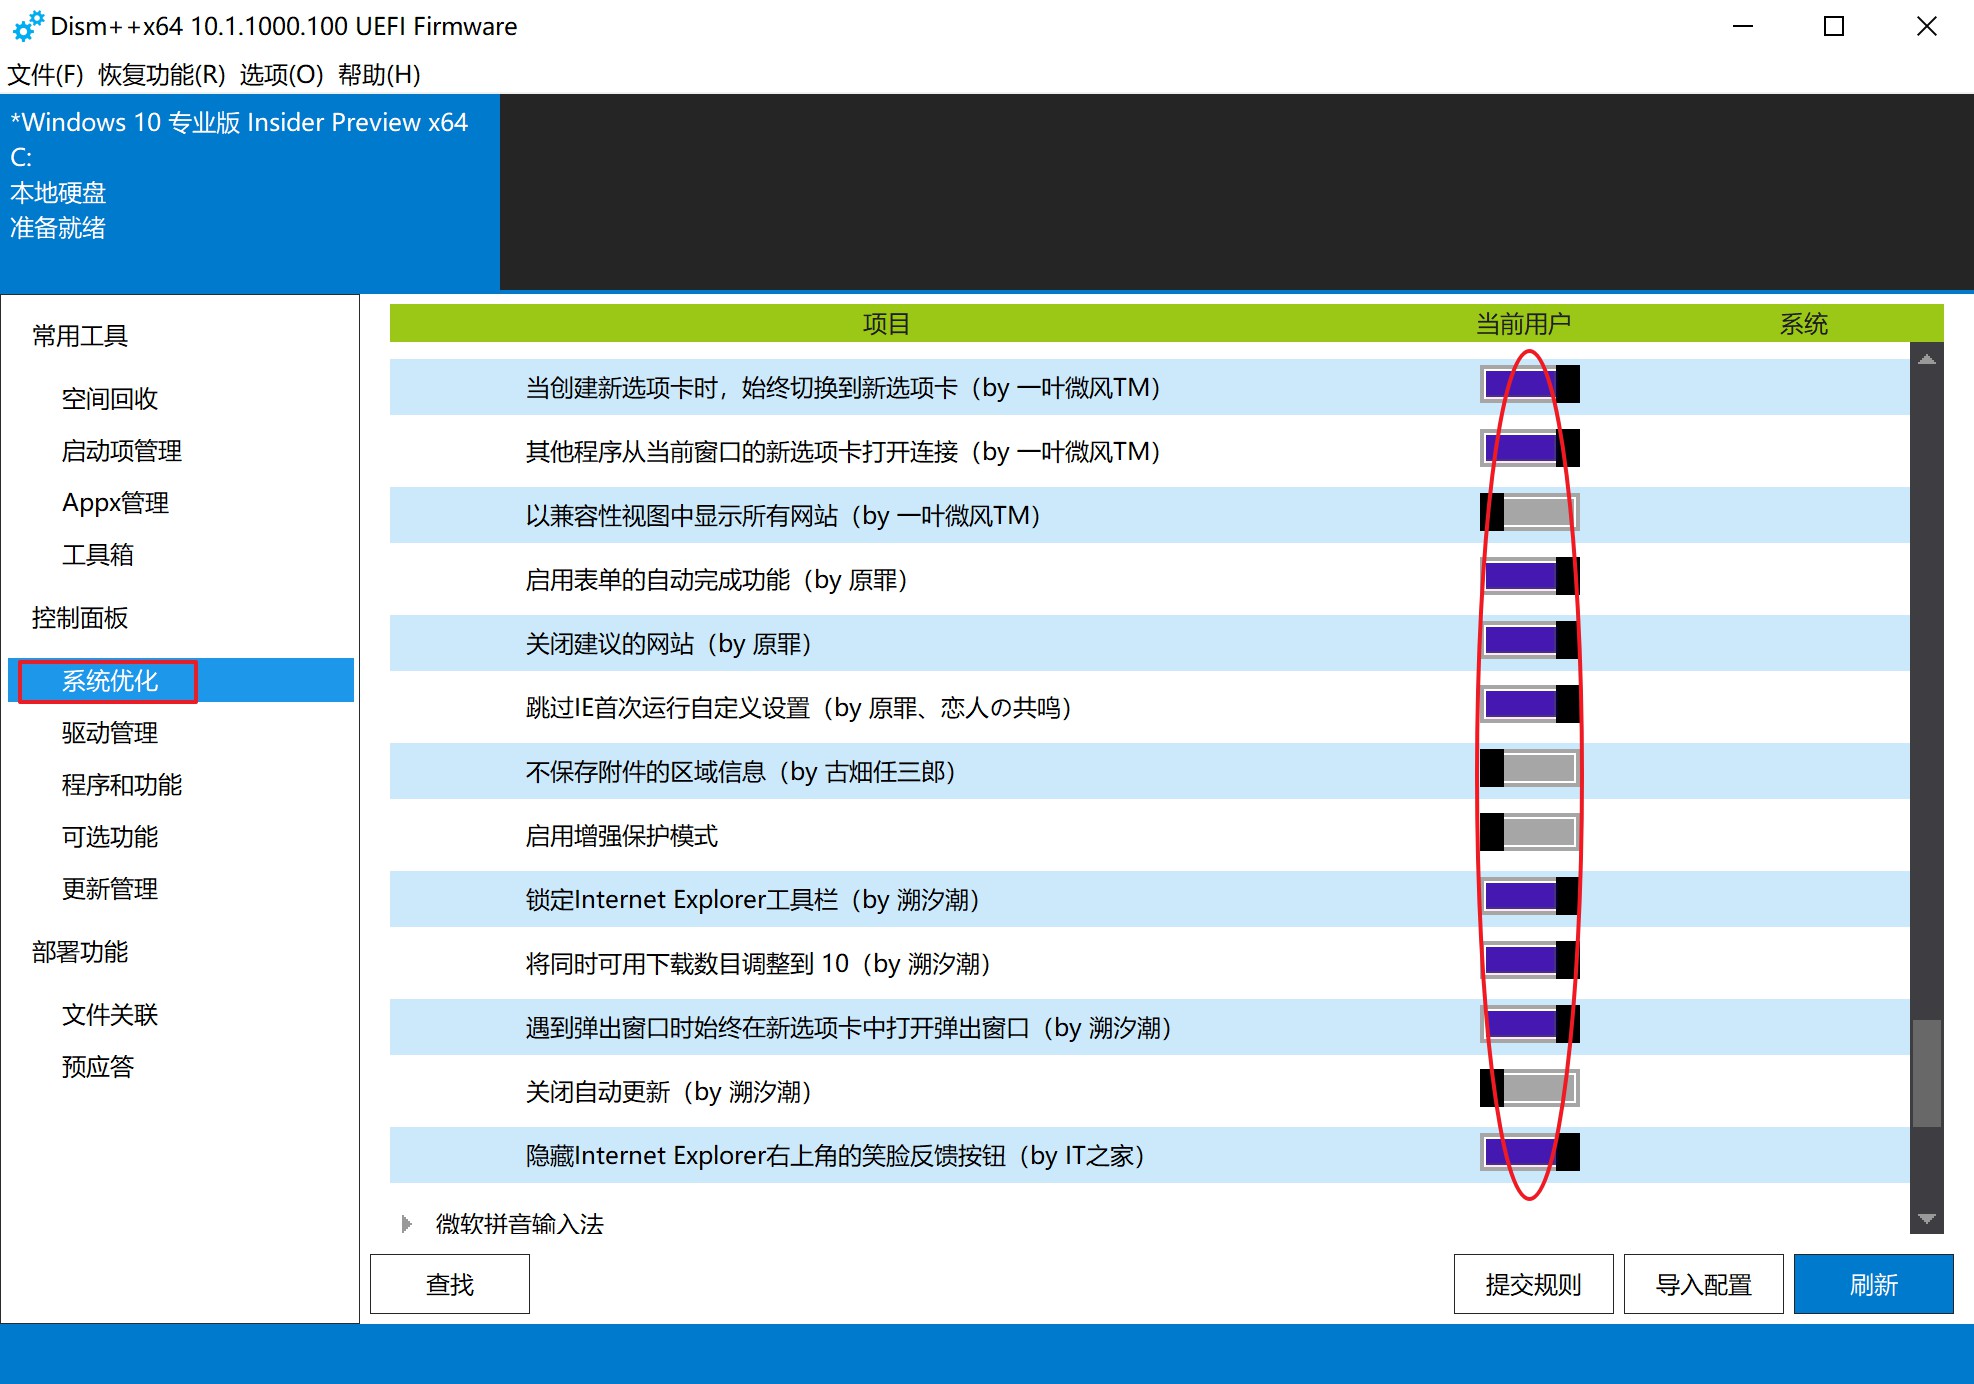 Dism++x64 10.1.1000.100 UEFI Firmware
文件(F) 恢复功能(R) 选项(O) 帮助(H)
*Windows 10 专业版 Insider Preview x64
C:
本地硬盘
准备就绪
常用工具
空间回收
启动项管理
Appx管理
工具箱
控制面板
系统优化
驱动管理
程序和功能
可选功能
更新管理
部署功能
文件关联
预应答
项目 当前用户 系统
当创建新选项卡时，始终切换到新选项卡（by 一叶微风TM）
其他程序从当前窗口的新选项卡打开连接（by 一叶微风TM）
以兼容性视图中显示所有网站（by 一叶微风TM）
启用表单的自动完成功能（by 原罪）
关闭建议的网站（by 原罪）
跳过IE首次运行自定义设置（by 原罪、恋人の共鸣）
不保存附件的区域信息（by 古畑任三郎）
启用增强保护模式
锁定Internet Explorer工具栏（by 溯汐潮）
将同时可用下载数目调整到 10（by 溯汐潮）
遇到弹出窗口时始终在新选项卡中打开弹出窗口（by 溯汐潮）
关闭自动更新（by 溯汐潮）
隐藏Internet Explorer右上角的笑脸反馈按钮（by IT之家）
微软拼音输入法
查找 提交规则 导入配置 刷新